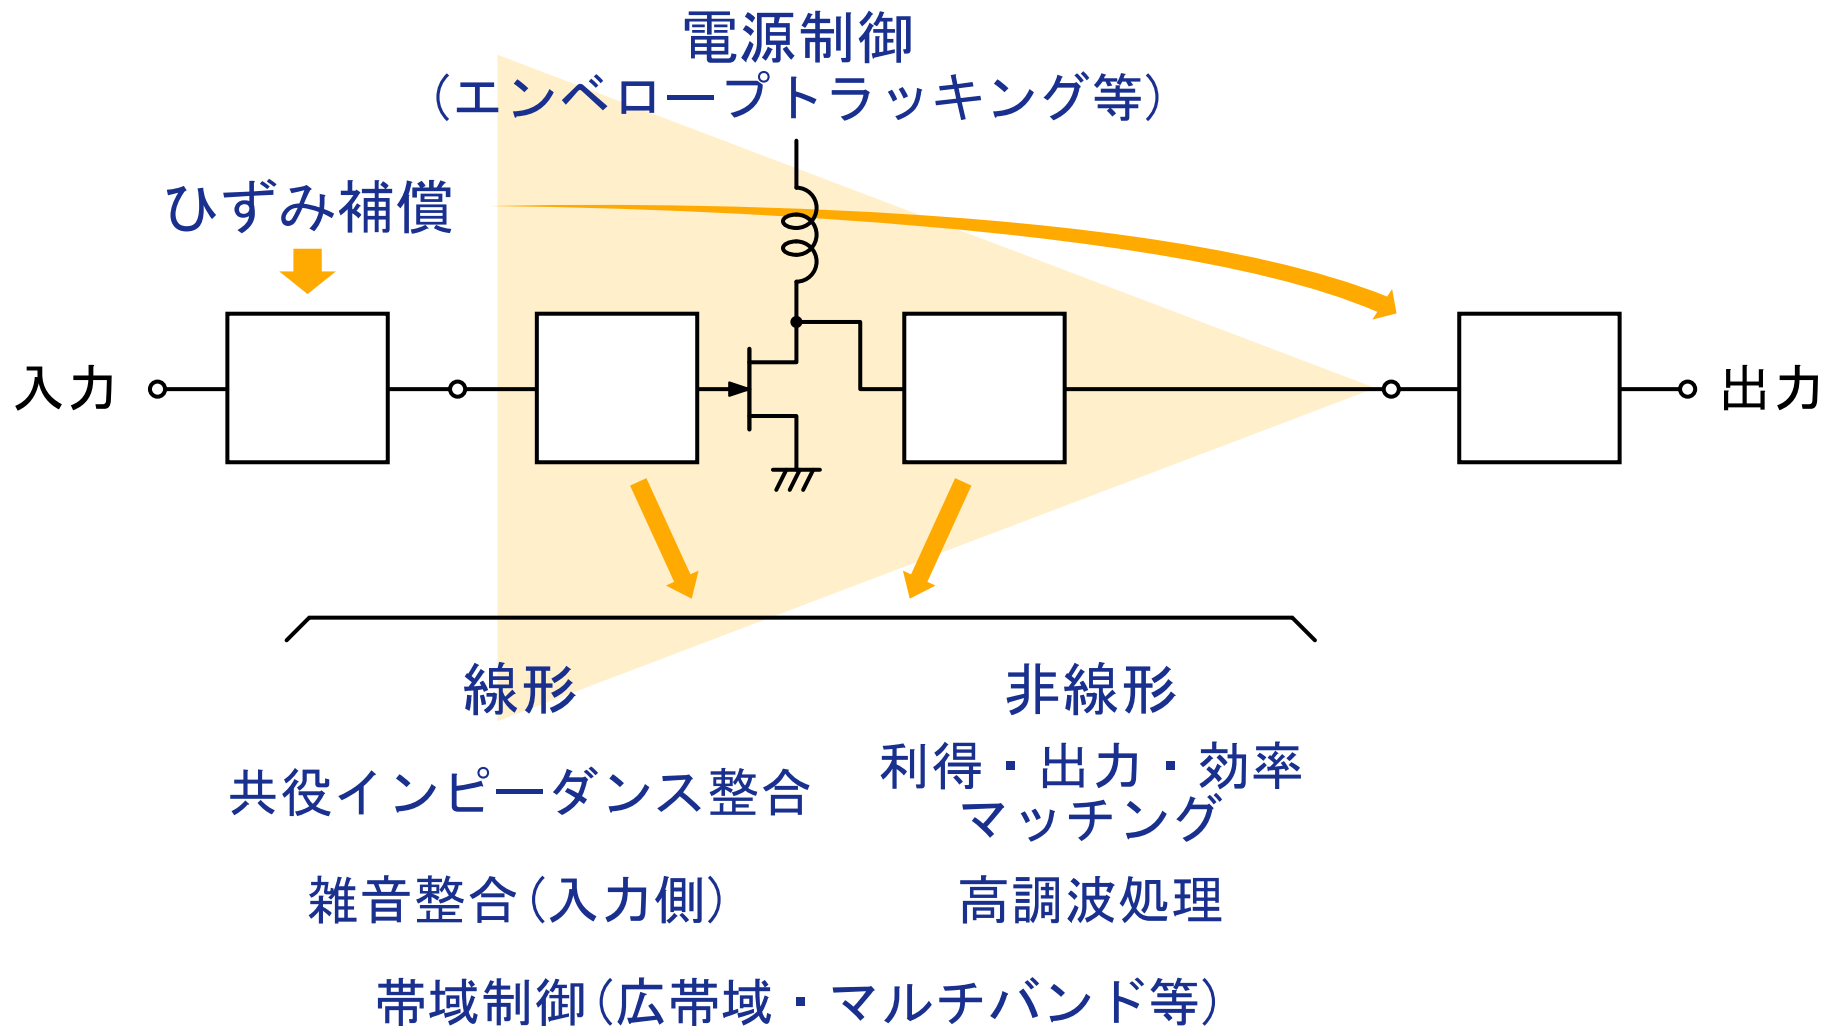 電源制御
（エンベロープトラッキング等）
ひずみ補償
入力
出力
線形
非線形
共役インピーダンス整合
利得・出力・効率
マッチング
雑音整合（入力側）
高調波処理
帯域制御（広帯域・マルチバンド等）